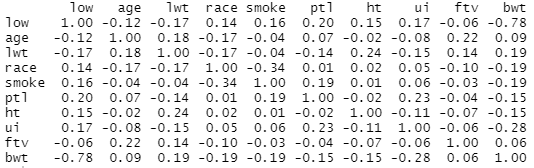 low age lwt race smoke ptl ht ui ftv bwt
low 1.00 -0.12 -0.17 0.14 0.16 0.20 0.15 0.17 -0.06 -0.78
age -0.12 1.00 0.18 -0.17 -0.04 0.07 -0.02 -0.08 0.22 0.09
lwt -0.17 0.18 1.00 -0.17 -0.04 -0.14 0.24 -0.15 0.14 0.19
race 0.14 -0.17 -0.17 1.00 -0.34 0.01 0.02 0.05 -0.10 -0.19
smoke 0.16 -0.04 -0.04 -0.34 1.00 0.19 0.01 0.06 -0.03 -0.19
ptl 0.20 0.07 -0.14 0.01 0.19 1.00 -0.02 0.23 -0.04 -0.15
ht 0.15 -0.02 0.24 0.02 0.01 -0.02 1.00 -0.11 -0.07 -0.15
ui 0.17 -0.08 -0.15 0.05 0.06 0.23 -0.11 1.00 -0.06 -0.28
ftv -0.06 0.22 0.14 -0.10 -0.03 -0.04 -0.07 -0.06 1.00 0.06
bwt -0.78 0.09 0.19 -0.19 -0.19 -0.15 -0.15 -0.28 0.06 1.00